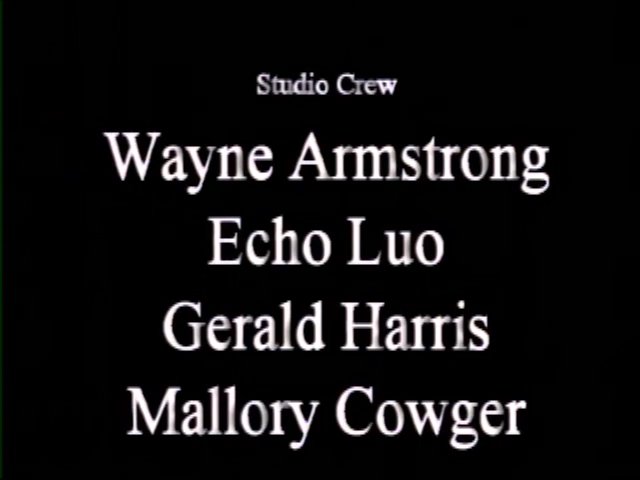 Studio Crew
Wayne Armstrong
Echo Luo
Gerald Harris
Mallory Cowger